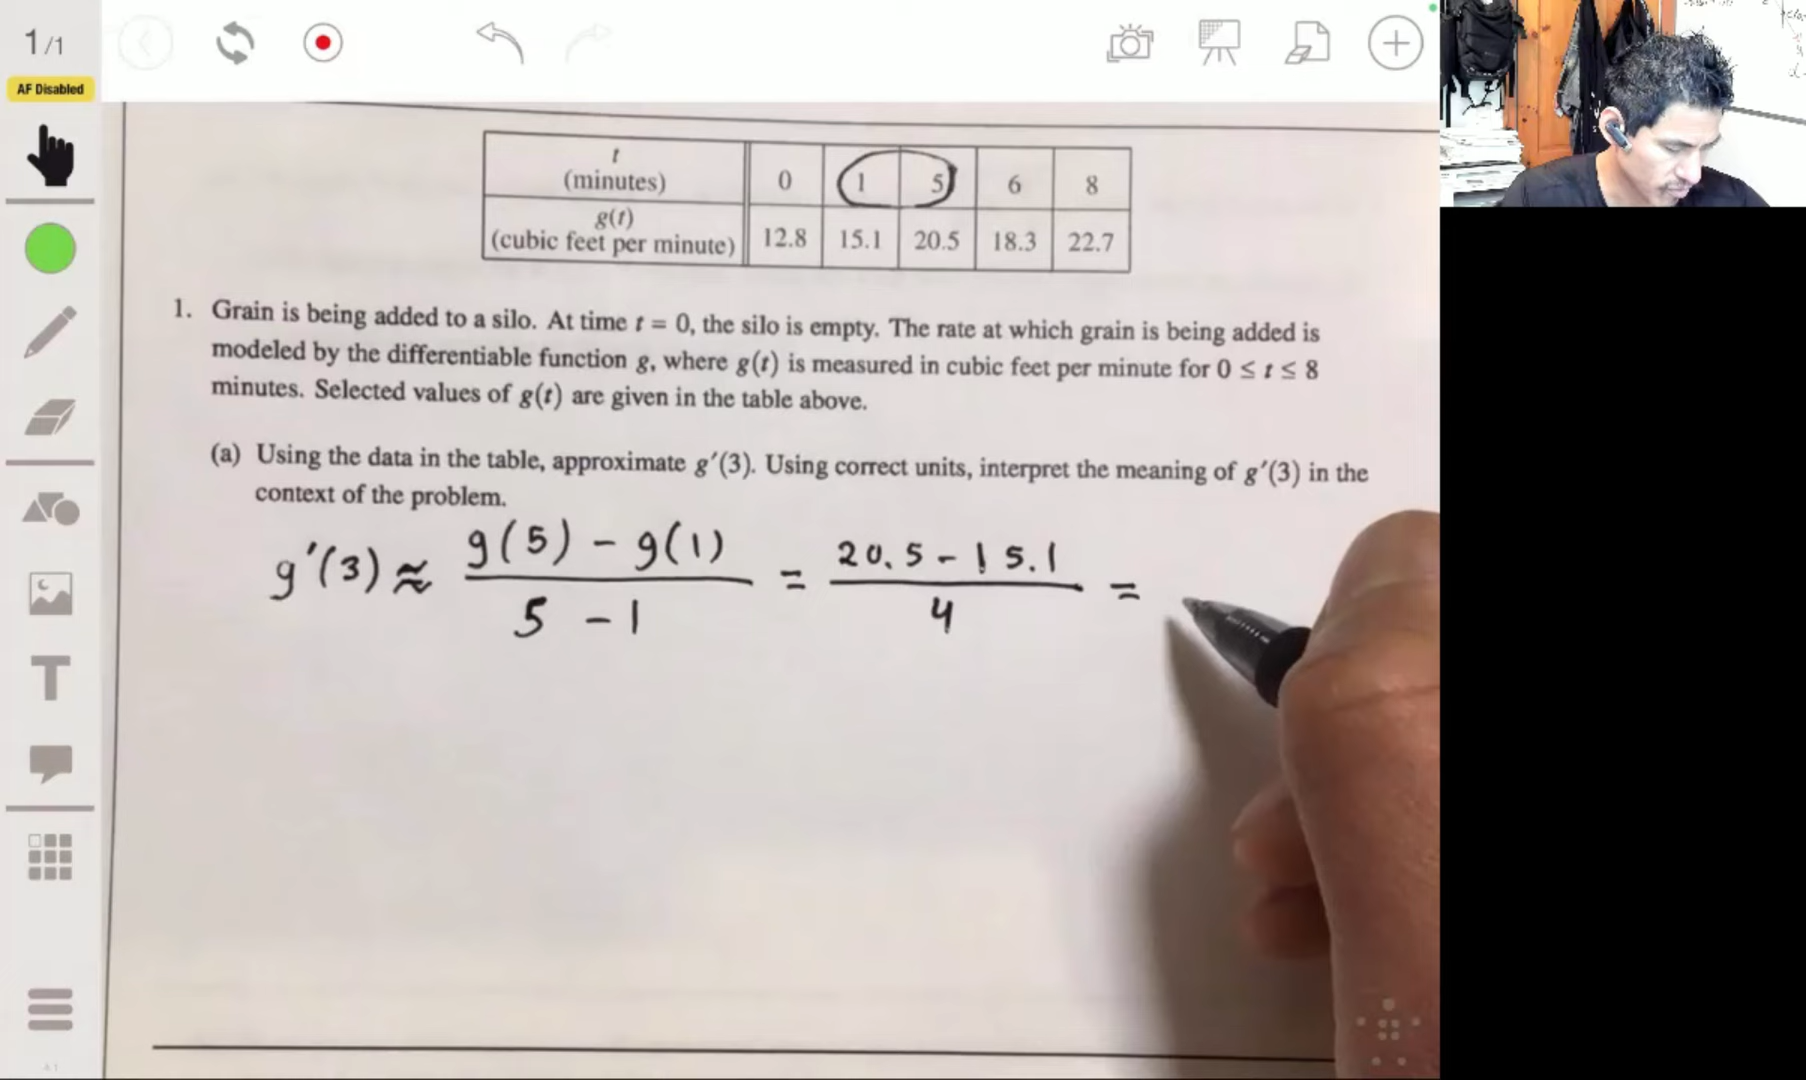 1/1
AF Disabled
t
(minutes)
0 1 5 6 8
g(t)
(cubic feet per minute)
12.8 15.1 20.5 18.3 22.7
1. Grain is being added to a silo. At time t = 0, the silo is empty. The rate at which grain is being added is
modeled by the differentiable function g, where g(t) is measured in cubic feet per minute for 0 ≤ t ≤ 8
minutes. Selected values of g(t) are given in the table above.
(a) Using the data in the table, approximate g′(3). Using correct units, interpret the meaning of g′(3) in the
context of the problem.
g'(3) ≈ g(5) - g(1) / 5 - 1 = 20.5 - 15.1 / 4 =
T